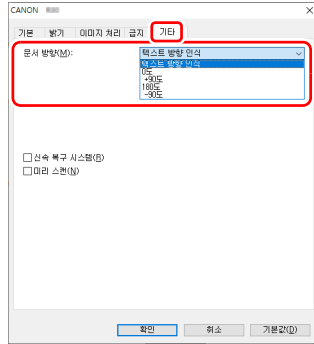 CANON
기본 밝기 이미지 처리 급지 기타
문서 방향(M): 텍스트 방향 인식
텍스트 방향 인식
0도
+90도
180도
-90도
신속 복구 시스템(R)
미리 스캔(N)
확인 취소 기본값(D)